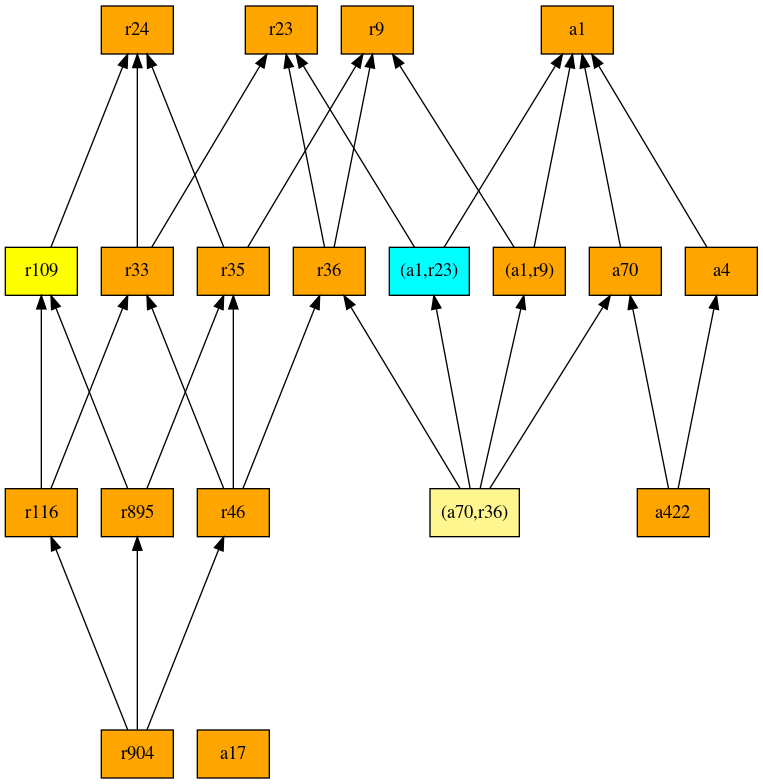 r24
r23
r9
a1
r109
r33
r35
r36
(a1,r23)
(a1,r9)
a70
a4
r116
r895
r46
(a70,r36)
a422
r904
a17